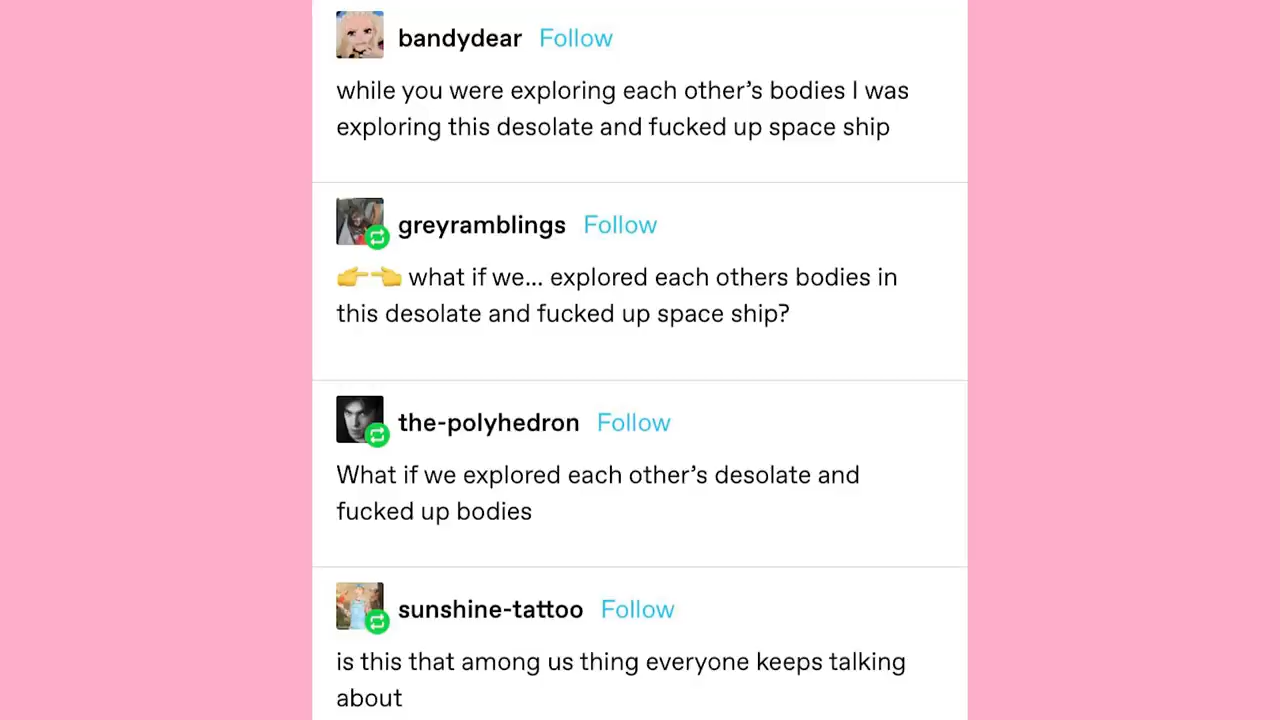 bandydear Follow
while you were exploring each other’s bodies I was
exploring this desolate and fucked up space ship
greyramblings Follow
👉👈 what if we... explored each others bodies in
this desolate and fucked up space ship?
the-polyhedron Follow
What if we explored each other’s desolate and
fucked up bodies
sunshine-tattoo Follow
is this that among us thing everyone keeps talking
about